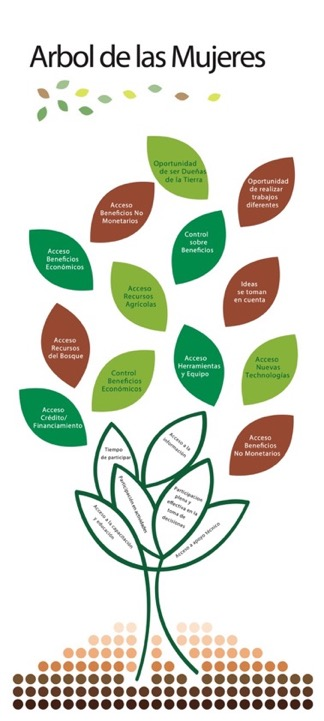 Arbol de las Mujeres
Oportunidad
de ser Dueñas
de la Tierra
Oportunidad
de realizar
trabajos
diferentes
Acceso
Beneficios No
Monetarios
Control
sobre
Beneficios
Acceso
Beneficios
Económicos
Acceso
Recursos
Agrícolas
Ideas
se toman
en cuenta
Acceso
Recursos
del Bosque
Control
Beneficios
Económicos
Acceso
Herramientas
y Equipo
Acceso
Nuevas
Technologías
Acceso
Crédito/
Financiamiento
Acceso
Beneficios
No Monetarios
Tiempo
de participar
Acceso a la
información
Participación en actividades
Participación
plena y
effectiva en la
toma de
decisiones
Acceso a la capacitación
y educación
Acceso a apoyo técnico